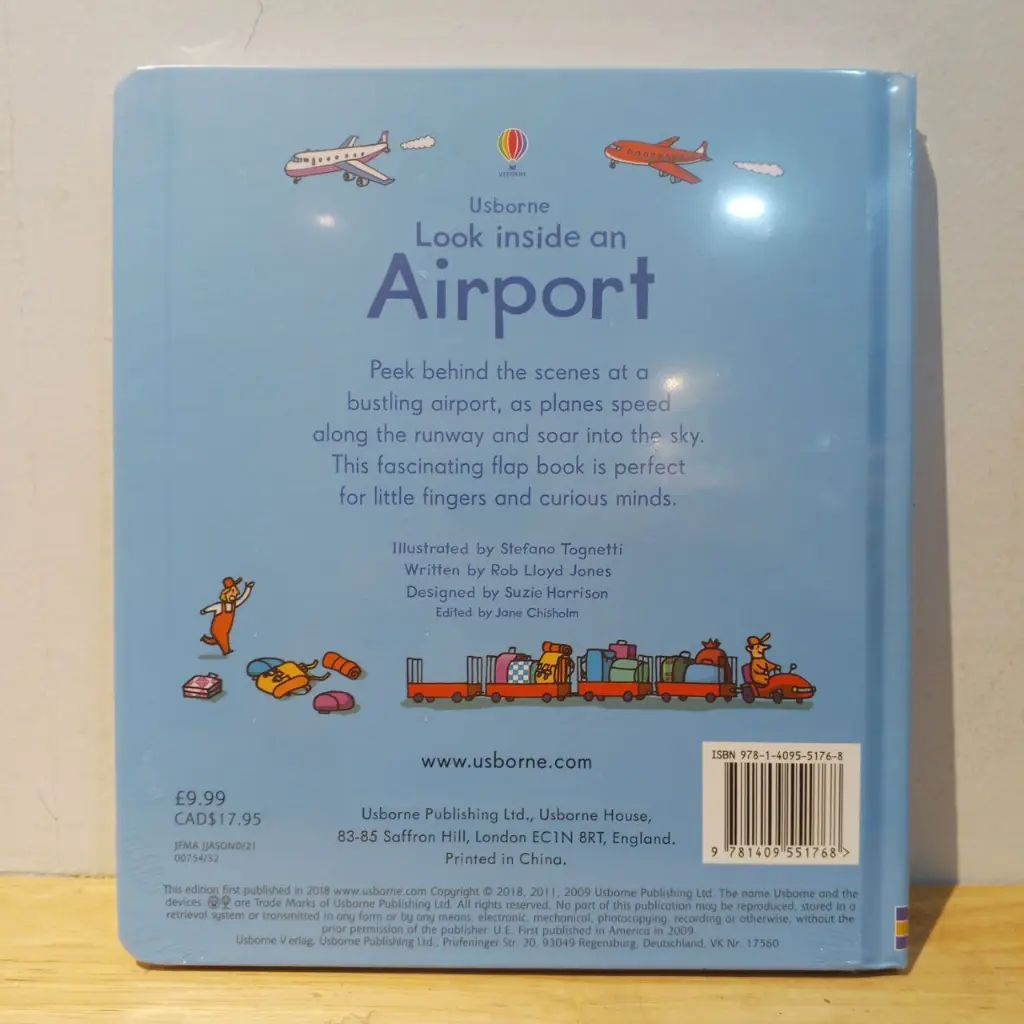 USBORNE
Usborne
Look inside an
Airport
Peek behind the scenes at a
bustling airport, as planes speed
along the runway and soar into the sky.
This fascinating flap book is perfect
for little fingers and curious minds.
Illustrated by Stefano Tognetti
Written by Rob Lloyd Jones
Designed by Suzie Harrison
Edited by Jane Chisholm
www.usborne.com
ISBN 978-1-4095-5176-8
9 781409 551768 >
£9.99
CAD$17.95
JFMA JJASOND/21
00754/32
Usborne Publishing Ltd., Usborne House,
83-85 Saffron Hill, London EC1N 8RT, England.
Printed in China.
This edition first published in 2018 www.usborne.com Copyright © 2018, 2011, 2009 Usborne Publishing Ltd. The name Usborne and the
devices are Trade Marks of Usborne Publishing Ltd. All rights reserved. No part of this publication may be reproduced, stored in a
retrieval system or transmitted in any form or by any means, electronic, mechanical, photocopying, recording or otherwise, without the
prior permission of the publisher. U.E. First published in America in 2009.
Usborne Verlag, Usborne Publishing Ltd., Prüfeninger Str. 20, 93049 Regensburg, Deutschland, VK Nr. 17560